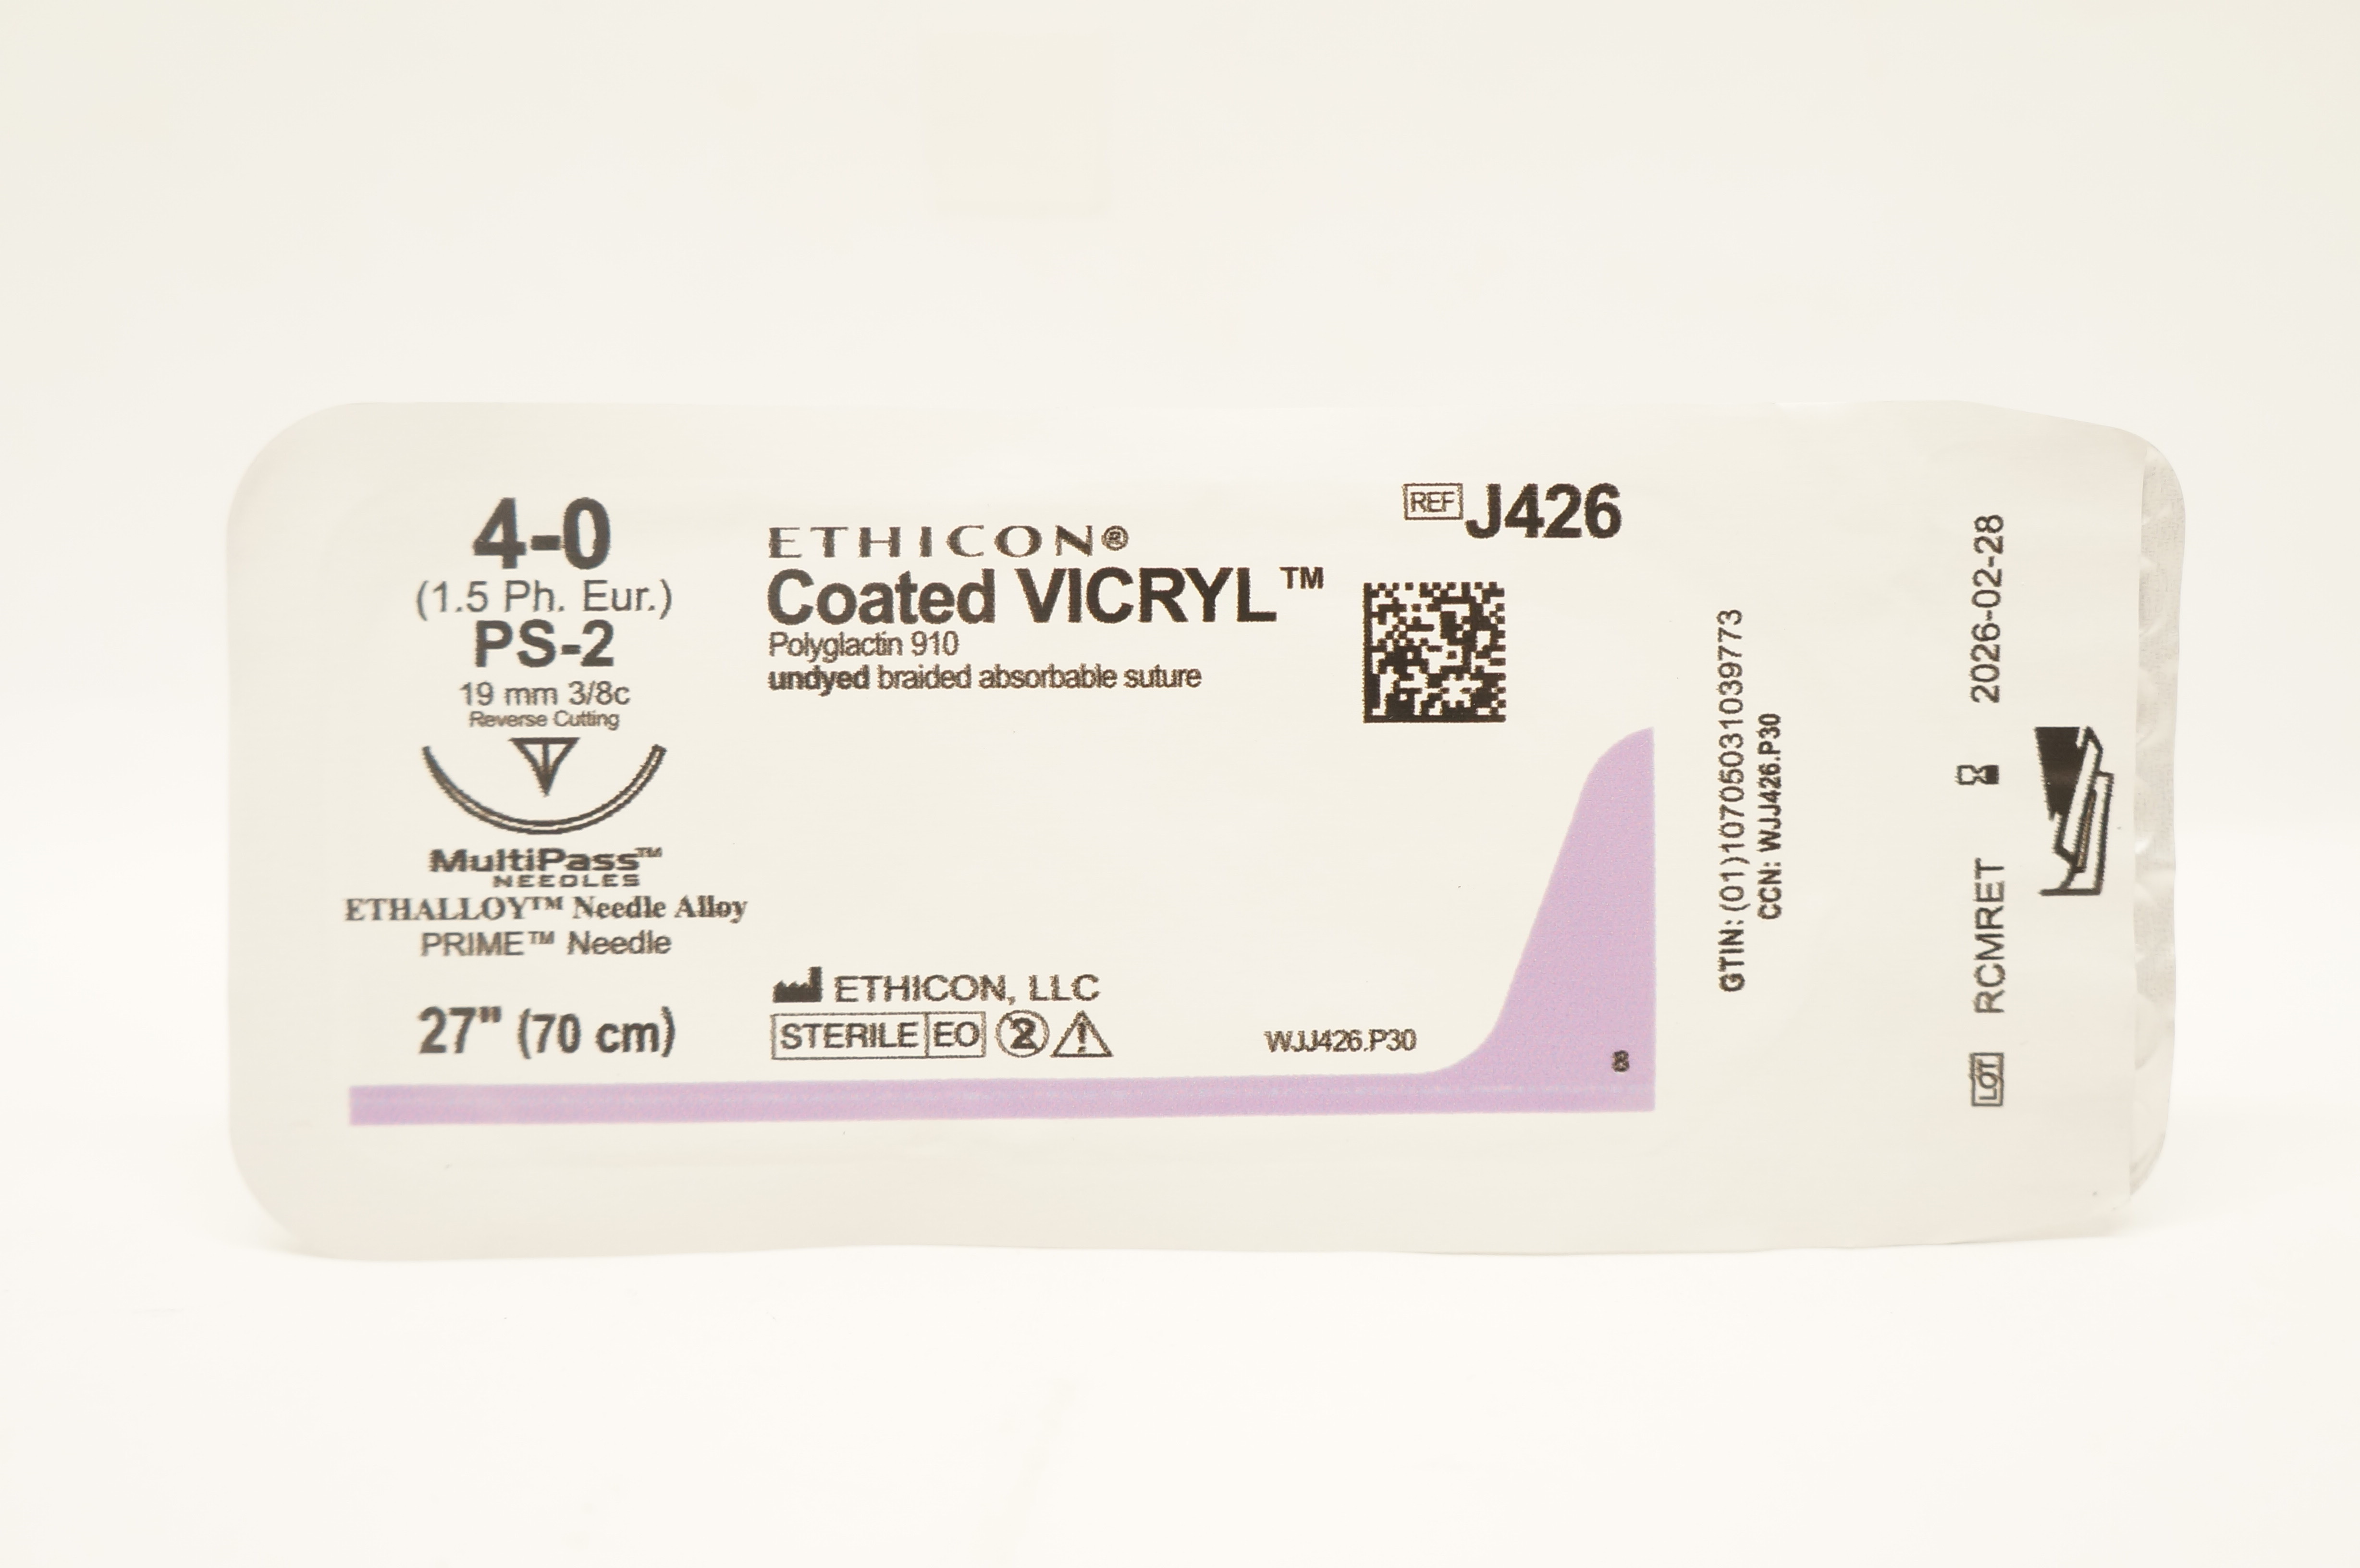 4-0
(1.5 Ph. Eur.)
PS-2
19 mm 3/8c
Reverse Cutting
MultiPass™
NEEDLES
ETHALLOY™ Needle Alloy
PRIME™ Needle
27" (70 cm)
ETHICON®
Coated VICRYL™
Polyglactin 910
undyed braided absorbable suture
ETHICON, LLC
STERILE EO 2
REF J426
WJJ426.P30
8
GTIN: (01)10705031039773
CCN: WJJ426.P30
LOT RCMRET 2026-02-28